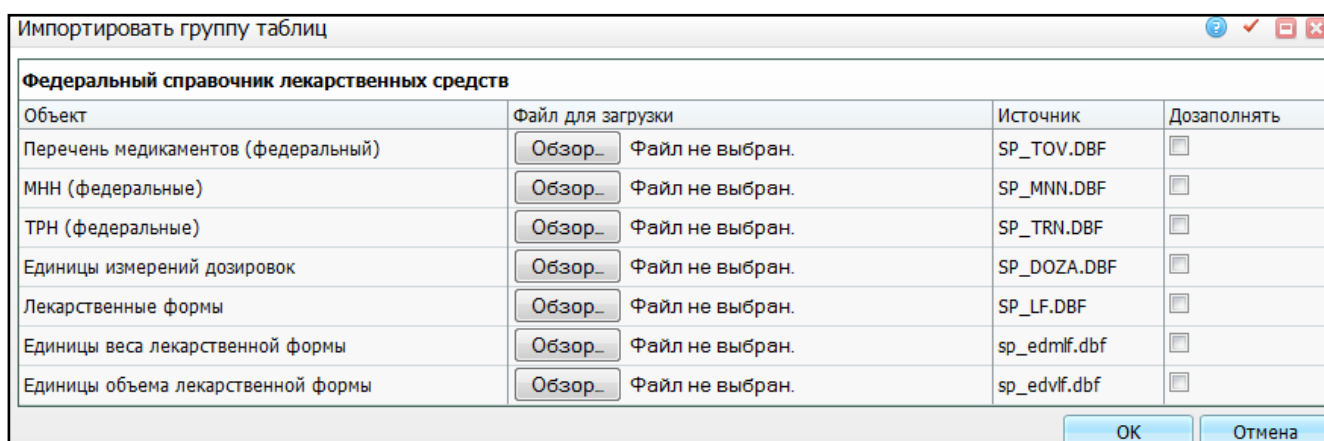 Импортировать группу таблиц
Федеральный справочник лекарственных средств
Объект Файл для загрузки Источник Дозаполнять
Перечень медикаментов (федеральный) Обзор... Файл не выбран. SP_TOV.DBF
МНН (федеральные) Обзор... Файл не выбран. SP_MNN.DBF
ТРН (федеральные) Обзор... Файл не выбран. SP_TRN.DBF
Единицы измерений дозировок Обзор... Файл не выбран. SP_DOZA.DBF
Лекарственные формы Обзор... Файл не выбран. SP_LF.DBF
Единицы веса лекарственной формы Обзор... Файл не выбран. sp_edmlf.dbf
Единицы объема лекарственной формы Обзор... Файл не выбран. sp_edvlf.dbf
OK Отмена